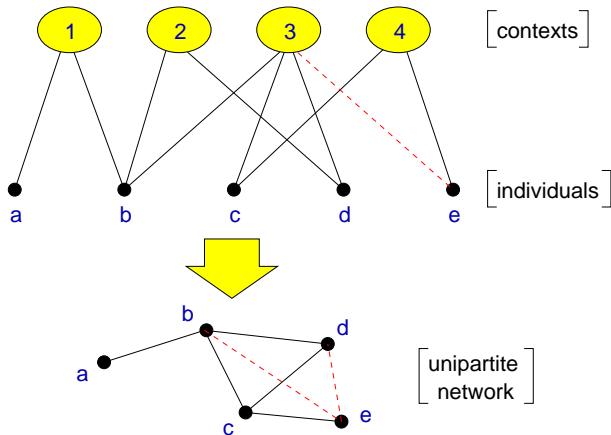 1 2 3 4 contexts
a b c d e individuals
b
d
a
unipartite
network
c
e